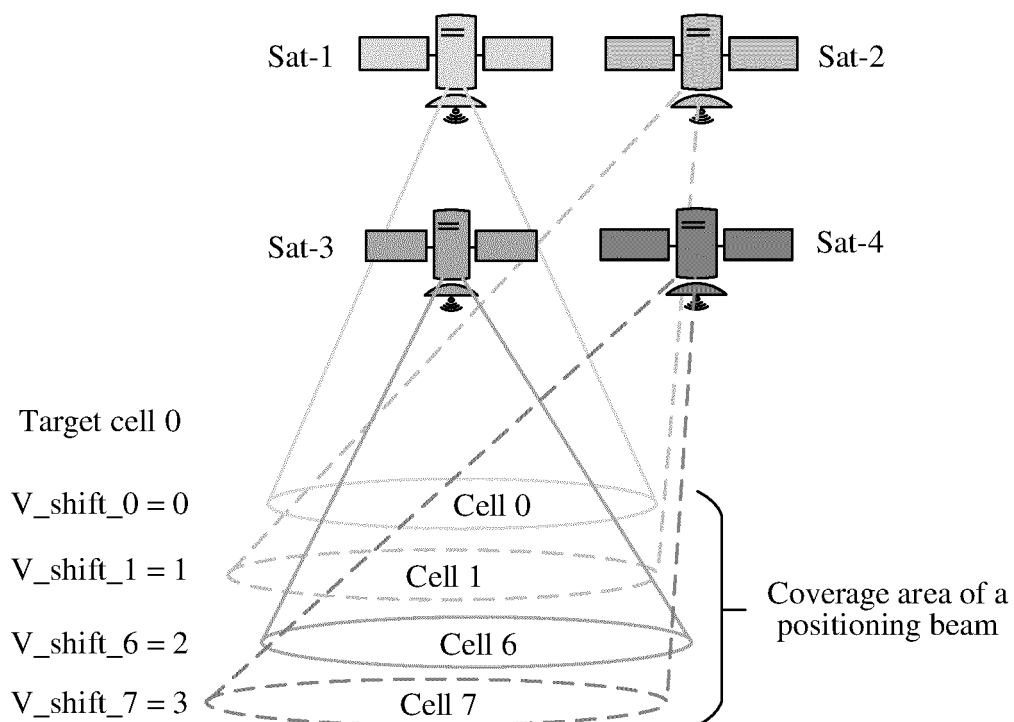 Sat-1
Sat-2
Sat-3
Sat-4
Target cell 0
V_shift_0 = 0
Cell 0
V_shift_1 = 1
Cell 1
Coverage area of a
positioning beam
V_shift_6 = 2
Cell 6
V_shift_7 = 3
Cell 7